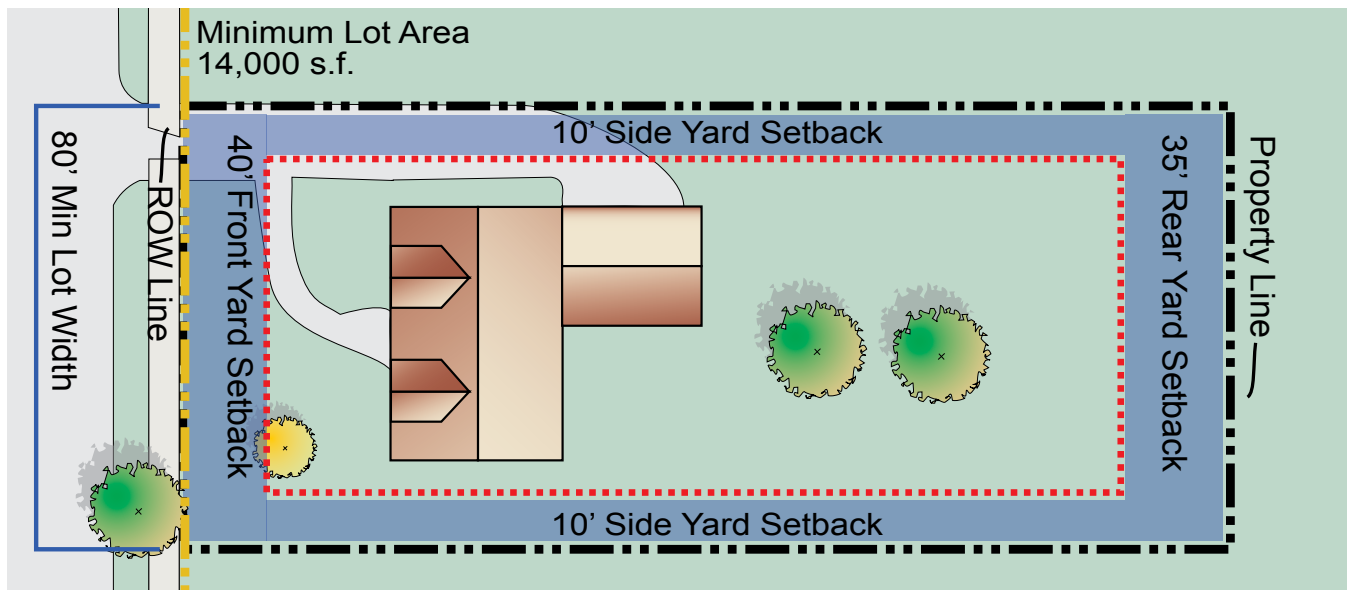 Minimum Lot Area
14,000 s.f.
10’ Side Yard Setback
80’ Min Lot Width
ROW Line
40’ Front Yard Setback
35’ Rear Yard Setback
Property Line
10’ Side Yard Setback